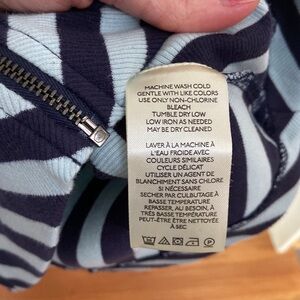 MACHINE WASH COLD
GENTLE WITH LIKE COLORS
USE ONLY NON-CHLORINE
BLEACH
TUMBLE DRY LOW
LOW IRON AS NEEDED
MAY BE DRY CLEANED
LAVER À LA MACHINE À
L'EAU FROIDE AVEC
COULEURS SIMILAIRES
CYCLE DÉLICAT
UTILISER UN AGENT DE
BLANCHIMENT SANS CHLORE
SI NÉCESSAIRE
SÉCHER PAR CULBUTAGE À
BASSE TEMPÉRATURE
REPASSER, AU BESOIN, À
TRÈS BASSE TEMPÉRATURE
PEUT-ÊTRE ÊTRE NETTOYÉE
À SEC